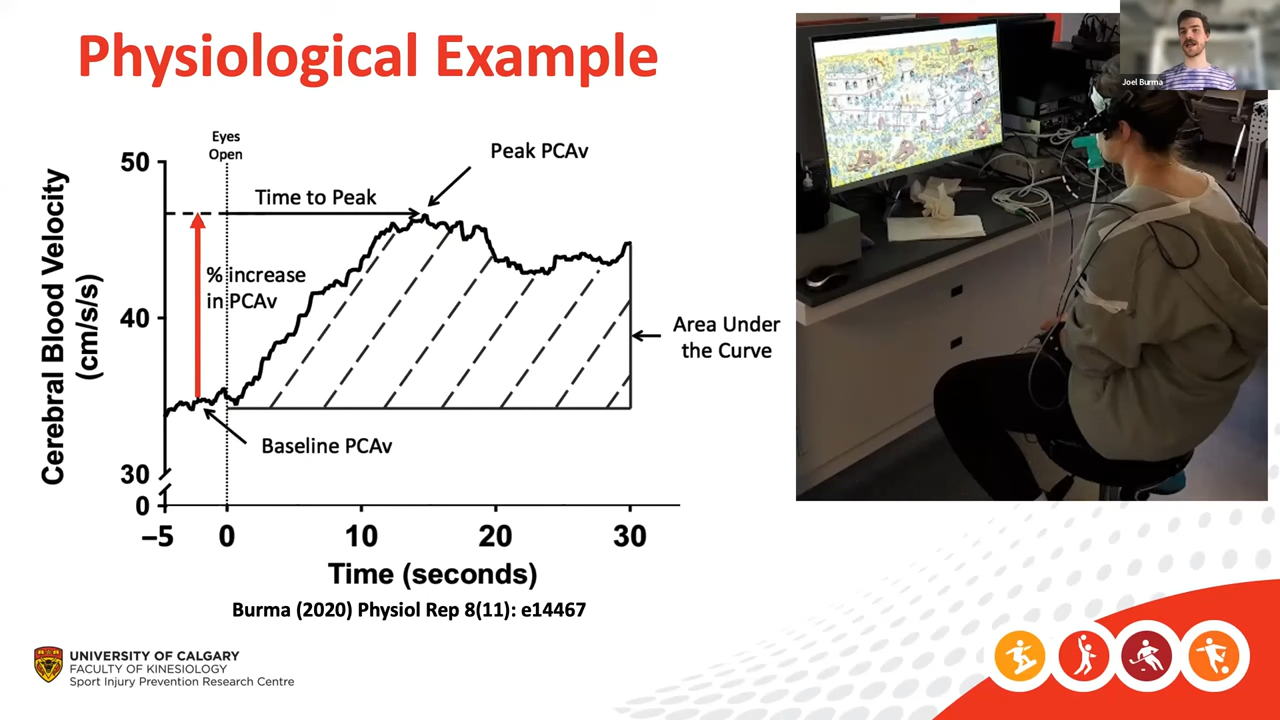 Physiological Example
Joel Burma
Eyes
Open
50
40
30
0
Cerebral Blood Velocity
(cm/s/s)
Peak PCAv
Time to Peak
% increase
in PCAv
Area Under
the Curve
Baseline PCAv
–5 0 10 20 30
Time (seconds)
Burma (2020) Physiol Rep 8(11): e14467
UNIVERSITY OF CALGARY
FACULTY OF KINESIOLOGY
Sport Injury Prevention Research Centre